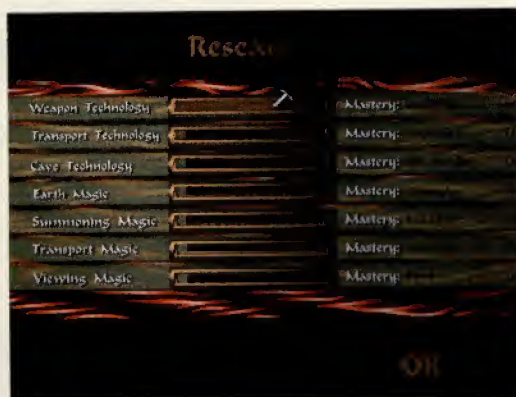 Weapon Technology Mastery:
Transport Technology Mastery:
Cave Technology Mastery:
Earth Magic Mastery:
Summoning Magic Mastery:
Transport Magic Mastery:
Viewing Magic Mastery:
OK